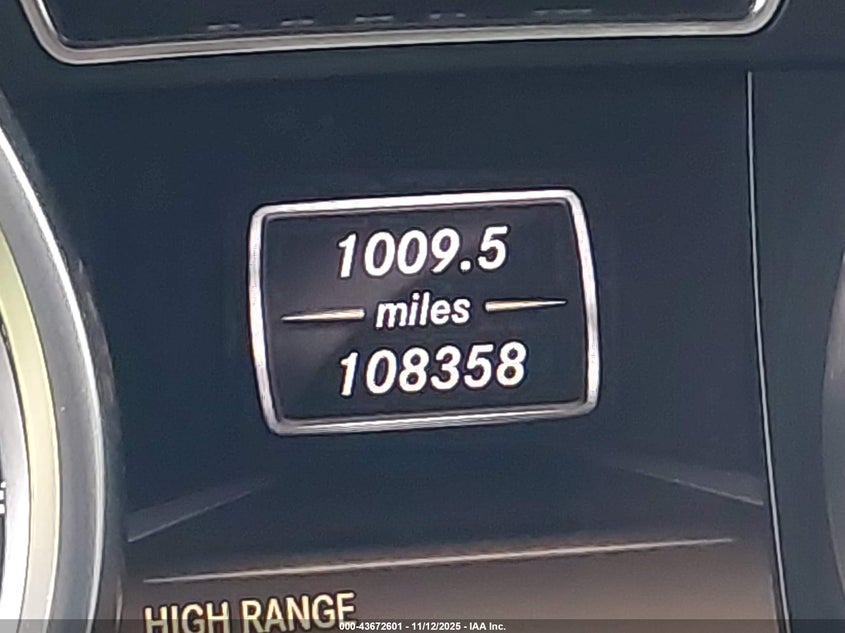 1009.5
miles
108358
HIGH RANGE
000-43672601 - 11/12/2025 - IAA Inc.